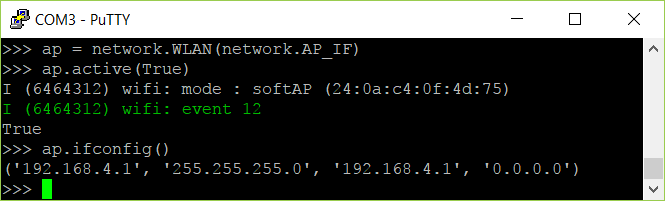 COM3 - PuTTY
>>> ap = network.WLAN(network.AP_IF)
>>> ap.active(True)
I (6464312) wifi: mode : softAP (24:0a:c4:0f:4d:75)
I (6464312) wifi: event 12
True
>>> ap.ifconfig()
('192.168.4.1', '255.255.255.0', '192.168.4.1', '0.0.0.0')
>>>